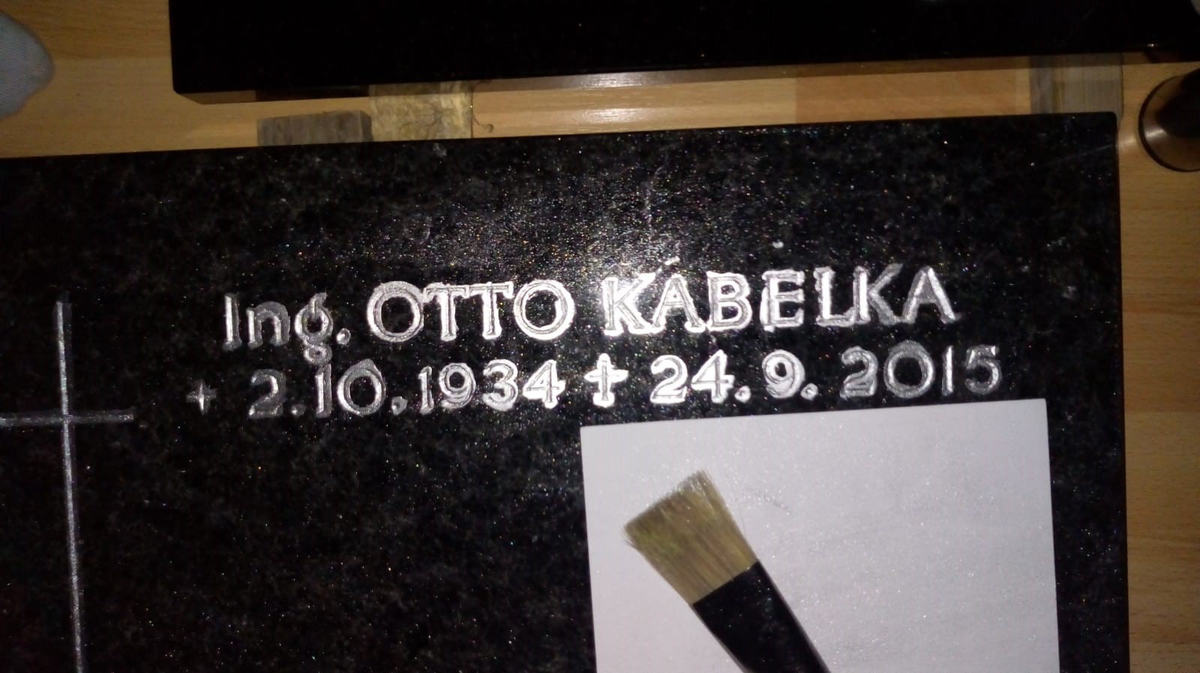 Ing. OTTO KÁBELKA
+ 2.10.1934 † 24.9.2015